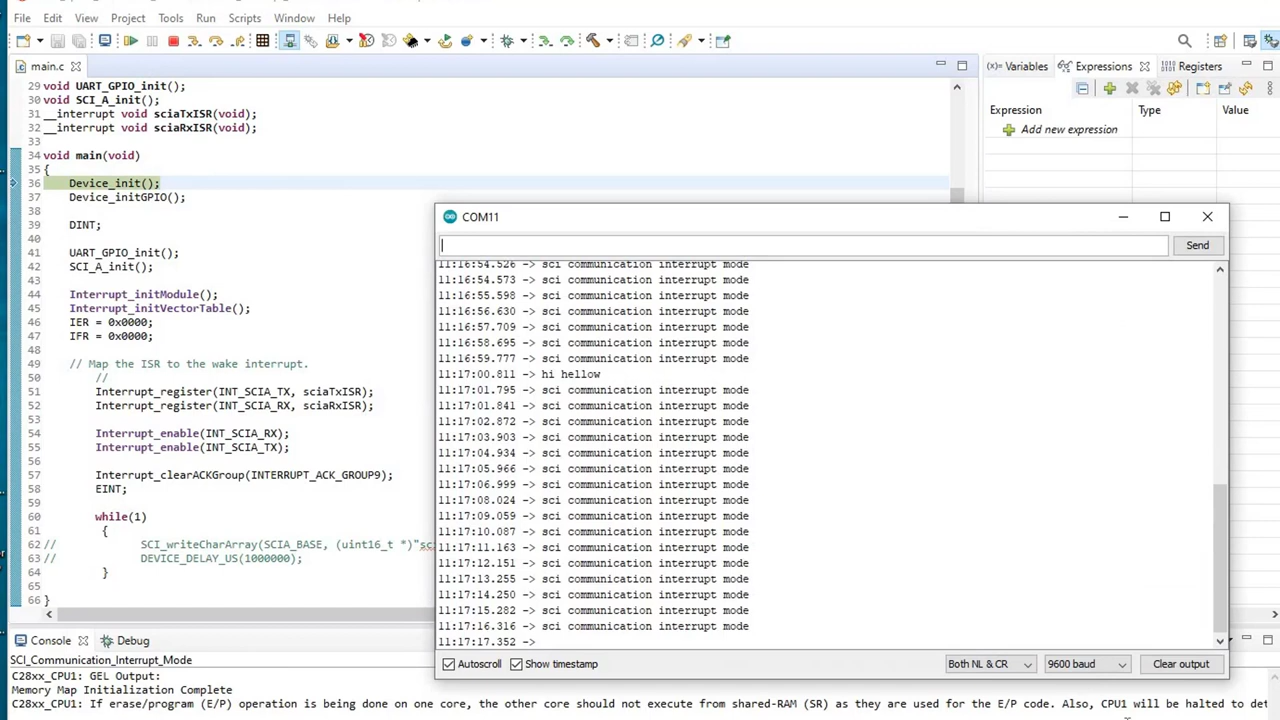 File Edit View Project Tools Run Scripts Window Help
main.c
29 void UART_GPIO_init();
30 void SCI_A_init();
31 __interrupt void sciaTxISR(void);
32 __interrupt void sciaRxISR(void);
33
34 void main(void)
35 {
36 Device_init();
37 Device_initGPIO();
38
39 DINT;
40
41 UART_GPIO_init();
42 SCI_A_init();
43
44 Interrupt_initModule();
45 Interrupt_initVectorTable();
46 IER = 0x0000;
47 IFR = 0x0000;
48
49 // Map the ISR to the wake interrupt.
50 //
51 Interrupt_register(INT_SCIA_TX, sciaTxISR);
52 Interrupt_register(INT_SCIA_RX, sciaRxISR);
53
54 Interrupt_enable(INT_SCIA_RX);
55 Interrupt_enable(INT_SCIA_TX);
56
57 Interrupt_clearACKGroup(INTERRUPT_ACK_GROUP9);
58 EINT;
59
60 while(1)
61 {
62 // SCI_writeCharArray(SCIA_BASE, (uint16_t *)"sc
63 // DEVICE_DELAY_US(1000000);
64 }
65
66 }
(x)= Variables Expressions Registers
Expression Type Value
Add new expression
COM11
Send
11:16:54.526 -> sci communication interrupt mode
11:16:54.573 -> sci communication interrupt mode
11:16:55.598 -> sci communication interrupt mode
11:16:56.630 -> sci communication interrupt mode
11:16:57.709 -> sci communication interrupt mode
11:16:58.695 -> sci communication interrupt mode
11:16:59.777 -> sci communication interrupt mode
11:17:00.811 -> hi hellow
11:17:01.795 -> sci communication interrupt mode
11:17:01.841 -> sci communication interrupt mode
11:17:02.872 -> sci communication interrupt mode
11:17:03.903 -> sci communication interrupt mode
11:17:04.934 -> sci communication interrupt mode
11:17:05.966 -> sci communication interrupt mode
11:17:06.999 -> sci communication interrupt mode
11:17:08.024 -> sci communication interrupt mode
11:17:09.059 -> sci communication interrupt mode
11:17:10.087 -> sci communication interrupt mode
11:17:11.163 -> sci communication interrupt mode
11:17:12.151 -> sci communication interrupt mode
11:17:13.255 -> sci communication interrupt mode
11:17:14.250 -> sci communication interrupt mode
11:17:15.282 -> sci communication interrupt mode
11:17:16.316 -> sci communication interrupt mode
11:17:17.352 ->
Autoscroll Show timestamp Both NL & CR 9600 baud Clear output
Console Debug
SCI_Communication_Interrupt_Mode
C28xx_CPU1: GEL Output:
Memory Map Initialization Complete
C28xx_CPU1: If erase/program (E/P) operation is being done on one core, the other core should not execute from shared-RAM (SR) as they are used for the E/P code. Also, CPU1 will be halted to det